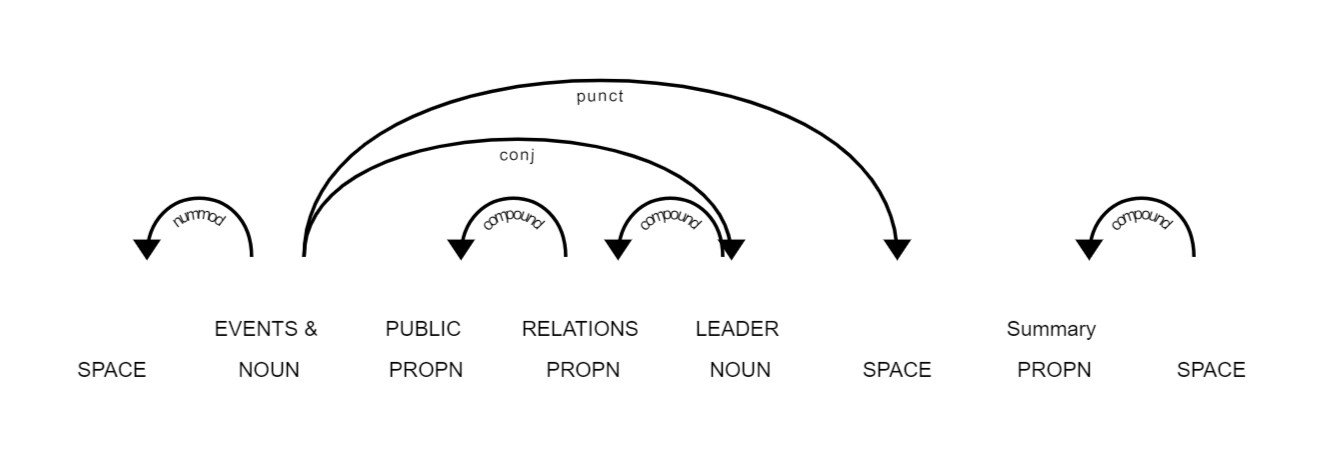 punct
conj
nummod compound compound compound
EVENTS & PUBLIC RELATIONS LEADER Summary
SPACE NOUN PROPN PROPN NOUN SPACE PROPN SPACE